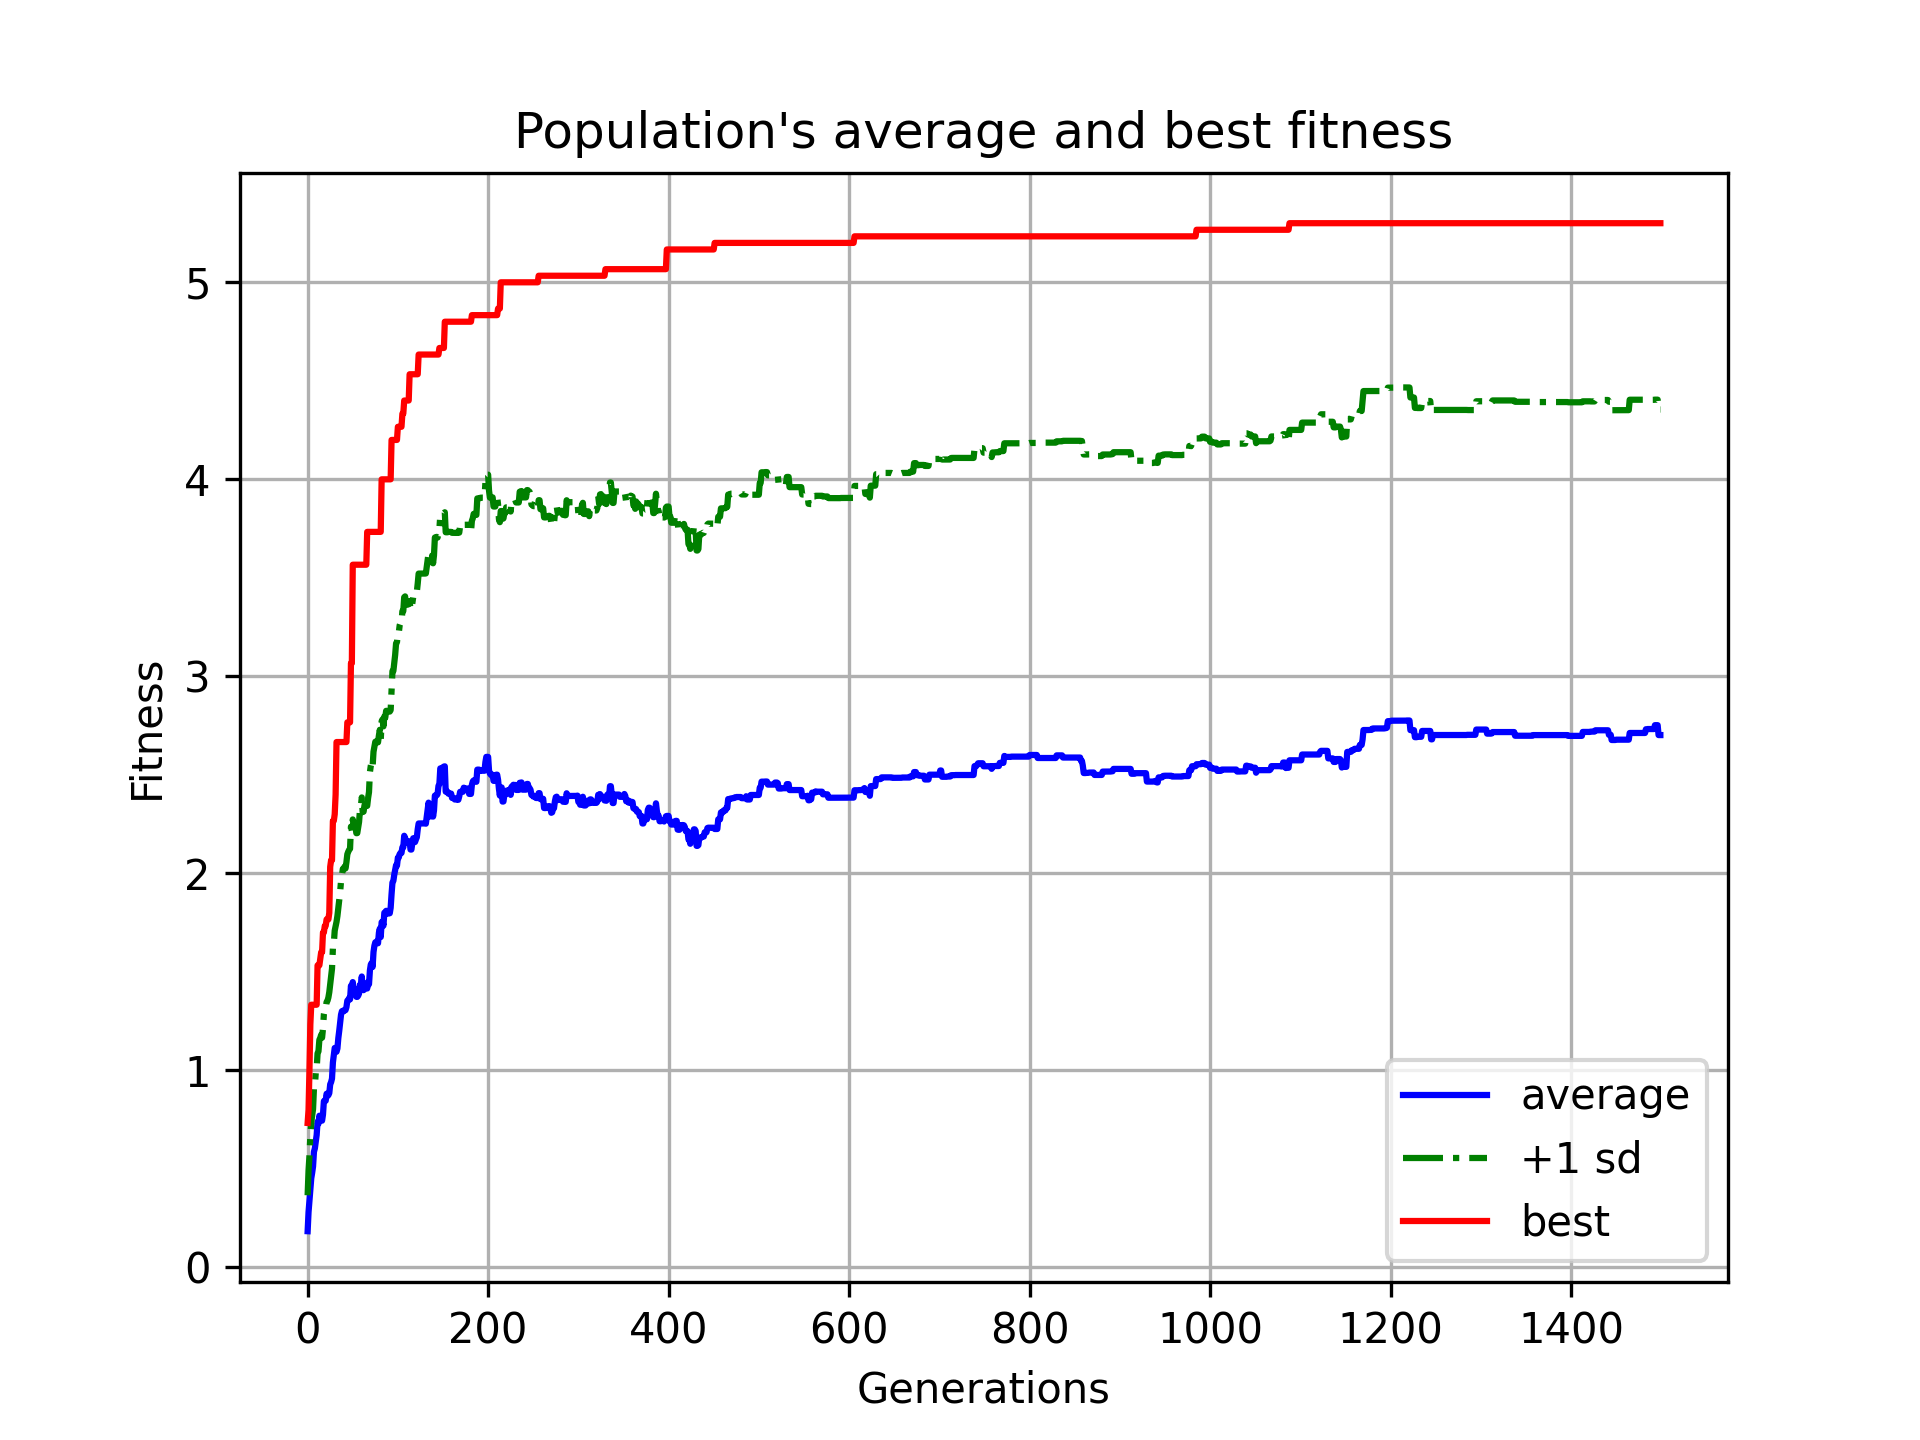 Population's average and best fitness
Fitness
5
4
3
2
1
0
0 200 400 600 800 1000 1200 1400
Generations
average
+1 sd
best